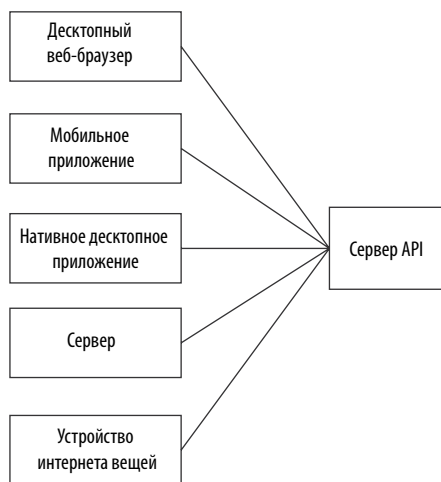 Десктопный
веб-браузер
Мобильное
приложение
Нативное десктопное
приложение
Сервер API
Сервер
Устройство
интернета вещей